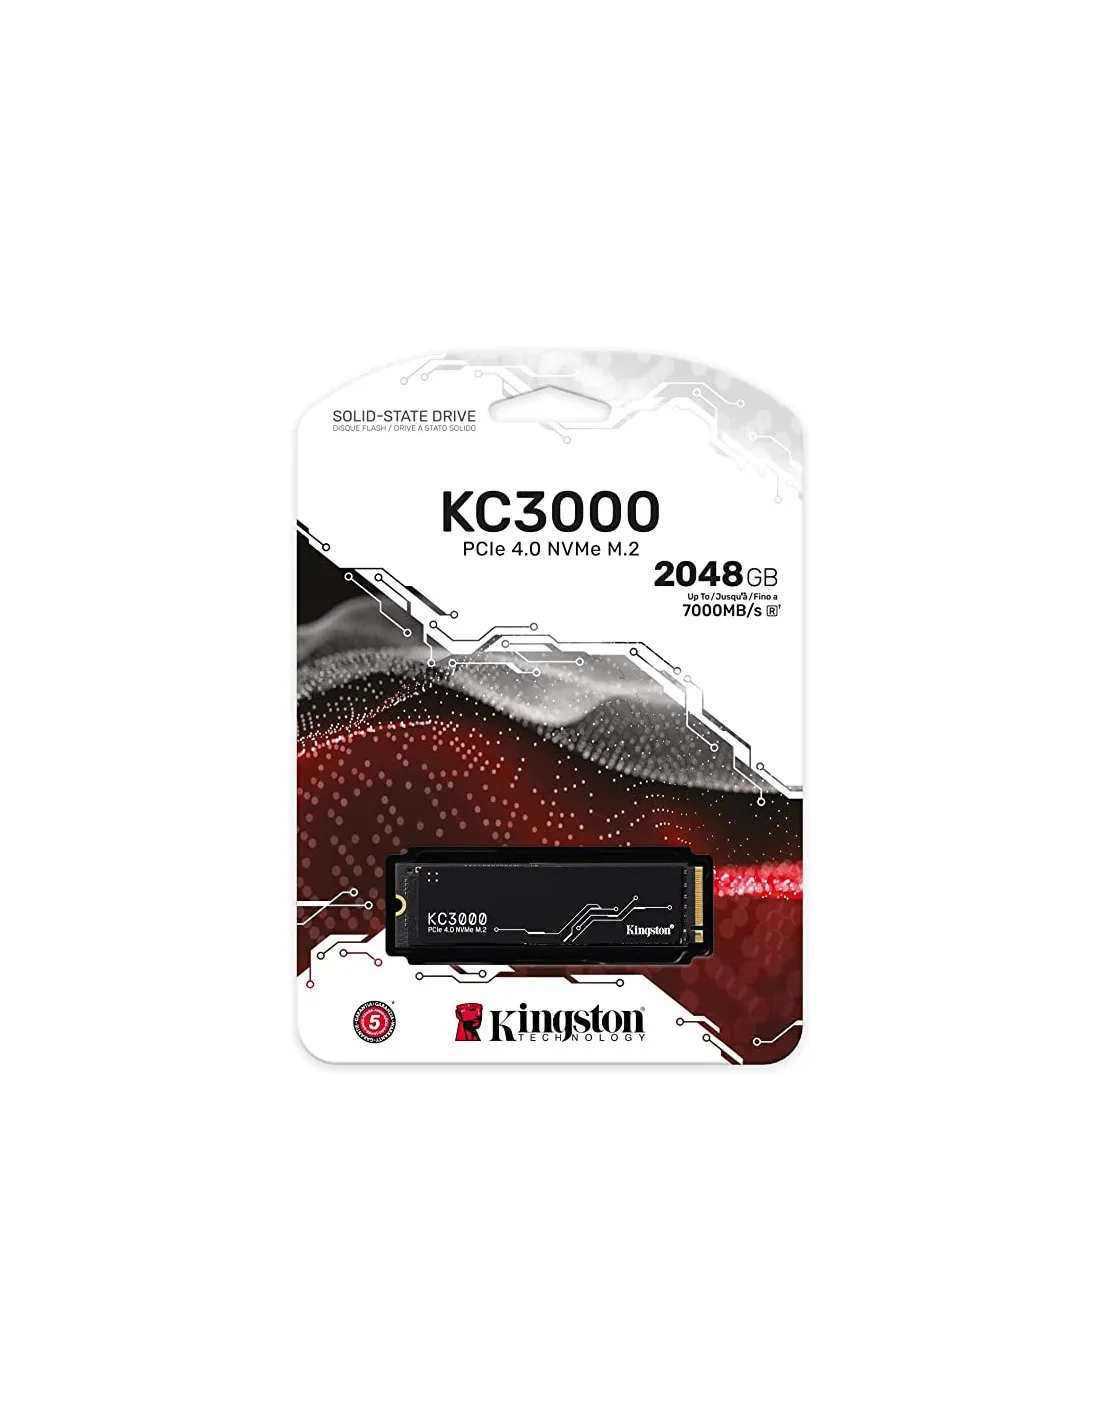 SOLID-STATE DRIVE
DISQUE FLASH / DRIVE A STATO SOLIDO
KC3000
PCIe 4.0 NVMe M.2
2048GB
Up To / Jusqu'à / Fino a
7000MB/s R†
KC3000
PCIe 4.0 NVMe M.2
Kingston®
5
Kingston
TECHNOLOGY